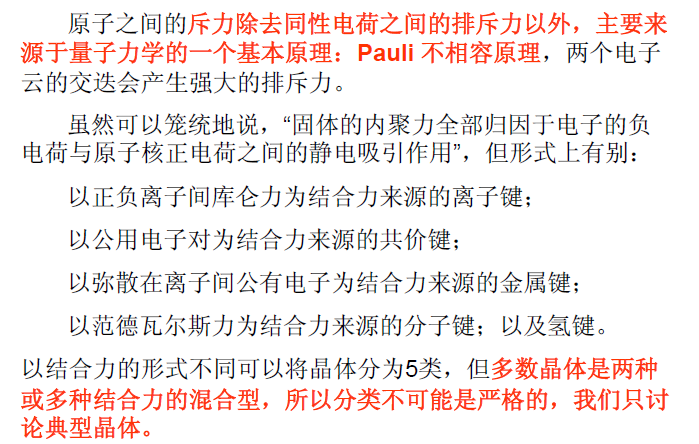 原子之间的斥力除去同性电荷之间的排斥力以外，主要来
源于量子力学的一个基本原理：Pauli 不相容原理，两个电子
云的交迭会产生强大的排斥力。
虽然可以笼统地说，“固体的内聚力全部归因于电子的负
电荷与原子核正电荷之间的静电吸引作用”，但形式上有别：
以正负离子间库仑力为结合力来源的离子键；
以公用电子对为结合力来源的共价键；
以弥散在离子间公有电子为结合力来源的金属键；
以范德瓦尔斯力为结合力来源的分子键；以及氢键。
以结合力的形式不同可以将晶体分为5类，但多数晶体是两种
或多种结合力的混合型，所以分类不可能是严格的，我们只讨
论典型晶体。